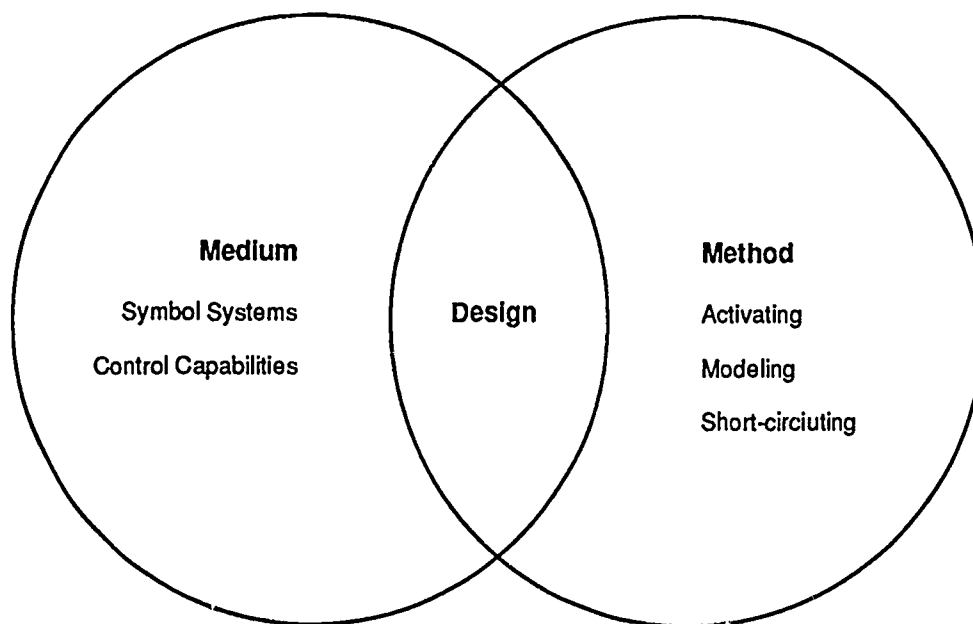 Medium
Symbol Systems
Control Capabilities
Design
Method
Activating
Modeling
Short-circiuting